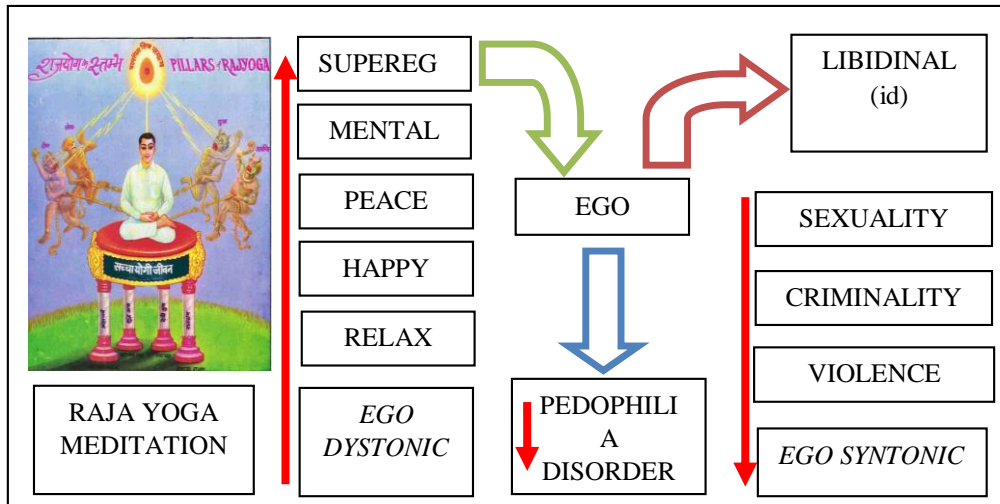 राजयोग के स्तम्भ PILLARS of RAJYOGA
सच्चा योगी जीवन
RAJA YOGA
MEDITATION
SUPEREG
MENTAL
PEACE
HAPPY
RELAX
EGO
DYSTONIC
EGO
PEDOPHILI
A
DISORDER
LIBIDINAL
(id)
SEXUALITY
CRIMINALITY
VIOLENCE
EGO SYNTONIC